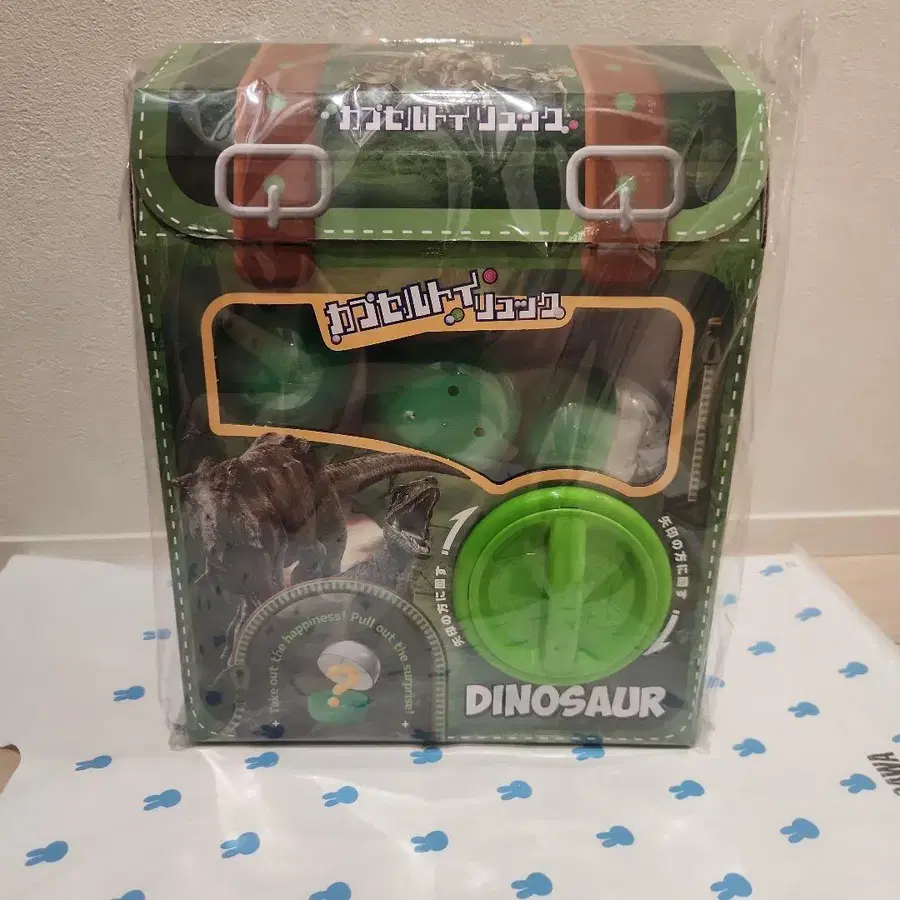 カプセルトイリュック
カプセルトイリュック
矢印の方に回す
矢印の方に回す
Take out the happiness! Pull out the surprise!
?
DINOSAUR